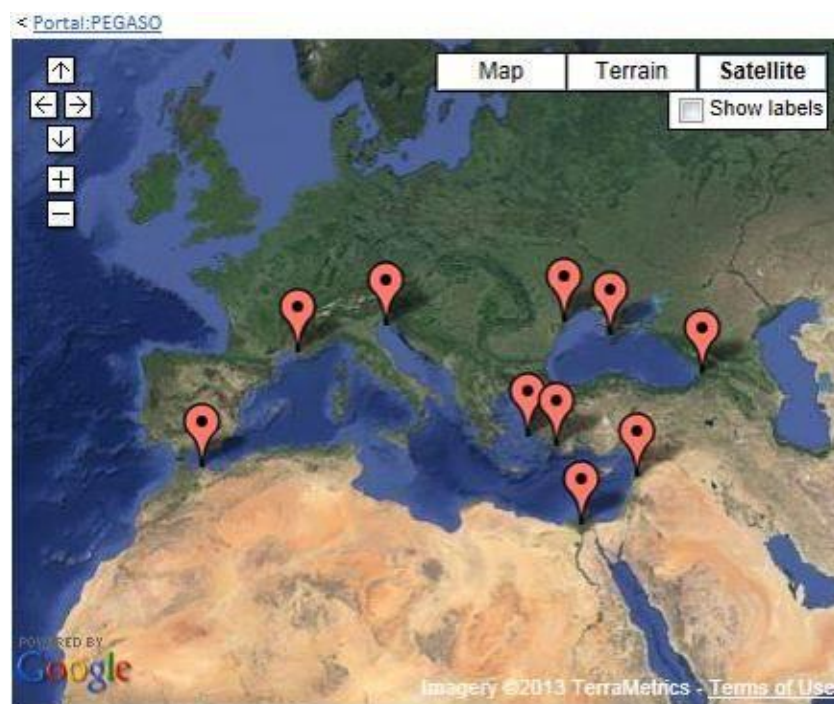 < Portal:PEGASO
Map Terrain Satellite
Show labels
POWERED BY
Google
Imagery ©2013 TerraMetrics - Terms of Use